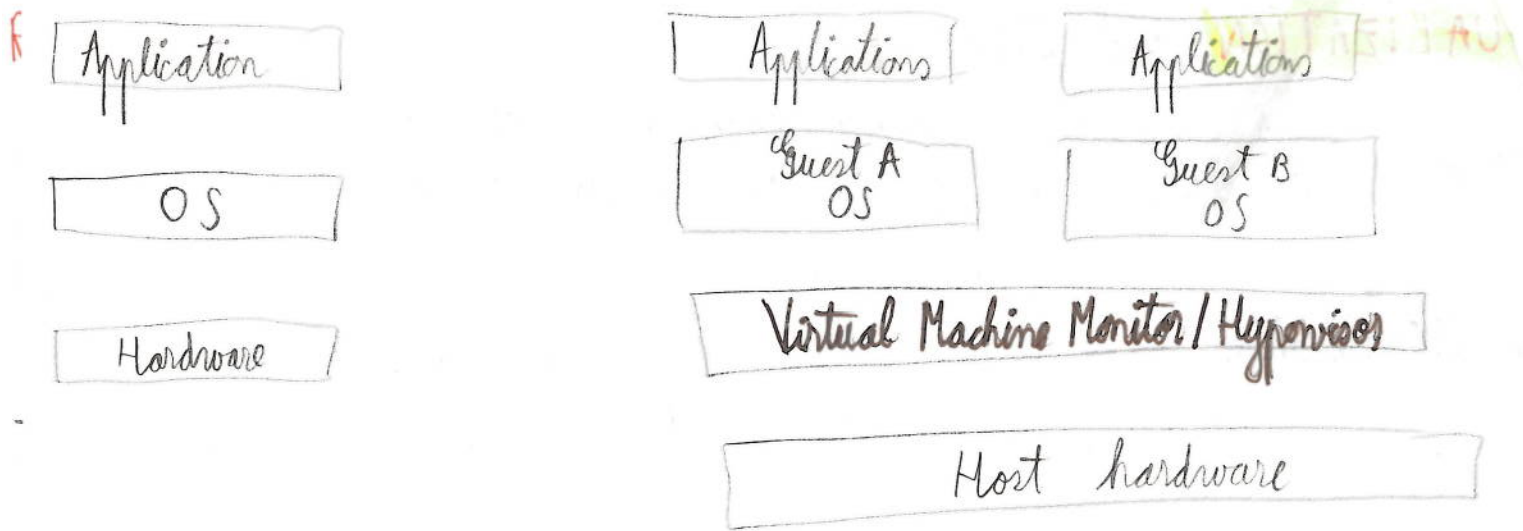 Application
OS
Hardware
Applications
Applications
Guest A
OS
Guest B
OS
Virtual Machine Monitor/Hypervisor
Host hardware